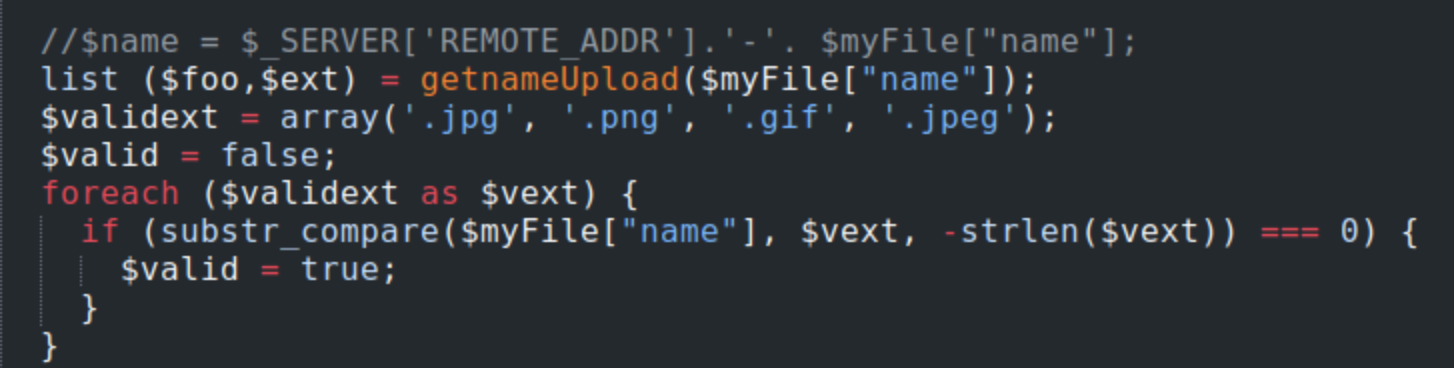 //$name = $_SERVER['REMOTE_ADDR'].'-'. $myFile["name"];
list ($foo,$ext) = getnameUpload($myFile["name"]);
$validext = array('.jpg', '.png', '.gif', '.jpeg');
$valid = false;
foreach ($validext as $vext) {
  if (substr_compare($myFile["name"], $vext, -strlen($vext)) === 0) {
    $valid = true;
  }
}